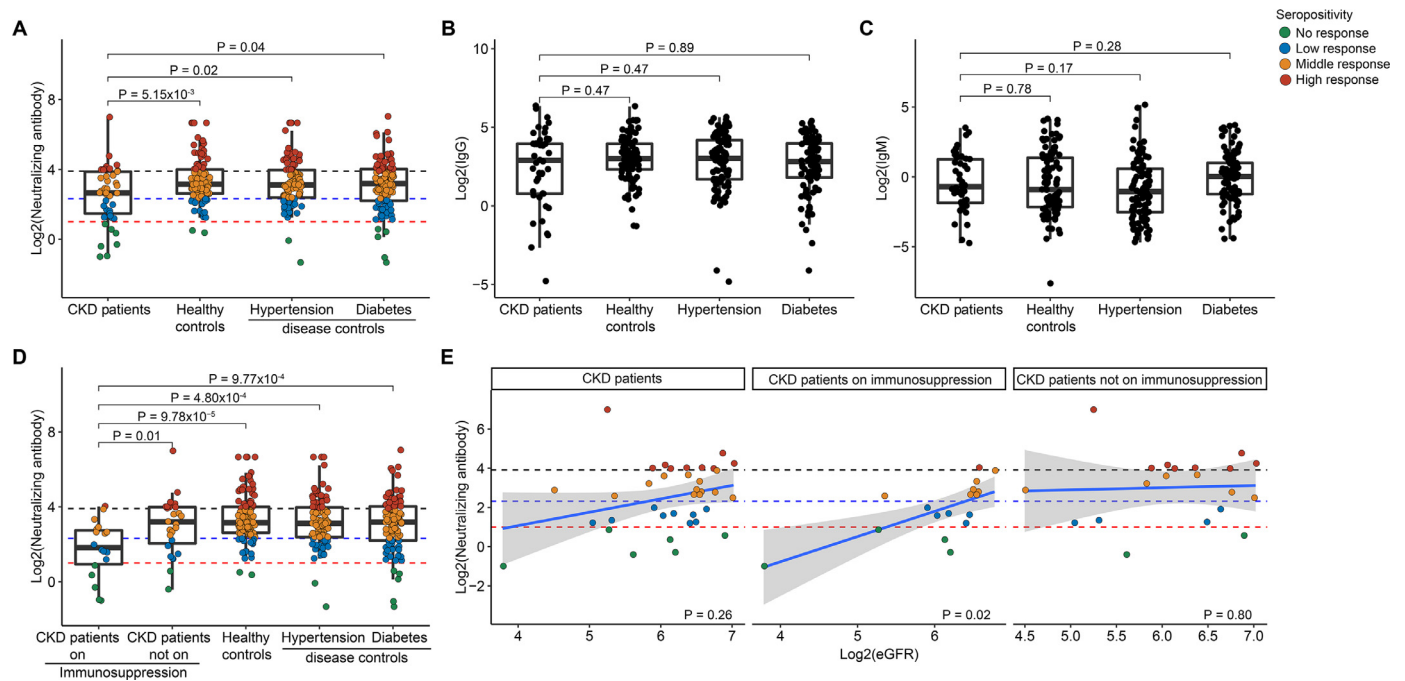 A
P = 0.04
P = 0.02
P = 5.15x10⁻³
Log2(Neutralizing antibody)
8
4
0
CKD patients
Healthy controls
Hypertension
Diabetes
disease controls
B
P = 0.89
P = 0.47
P = 0.47
Log2(IgG)
10
5
0
−5
CKD patients
Healthy controls
Hypertension
Diabetes
C
P = 0.28
P = 0.17
P = 0.78
Log2(IgM)
5
0
−5
CKD patients
Healthy controls
Hypertension
Diabetes
Seropositivity
No response
Low response
Middle response
High response
D
P = 9.77x10⁻⁴
P = 4.80x10⁻⁴
P = 9.78x10⁻⁵
P = 0.01
Log2(Neutralizing antibody)
8
4
0
CKD patients on
CKD patients not on
Immunosuppression
Healthy controls
Hypertension
Diabetes
disease controls
E
CKD patients
CKD patients on immunosuppression
CKD patients not on immunosuppression
Log2(Neutralizing antibody)
6
4
2
0
−2
P = 0.26
P = 0.02
P = 0.80
4 5 6 7
4 5 6
4.5 5.0 5.5 6.0 6.5 7.0
Log2(eGFR)